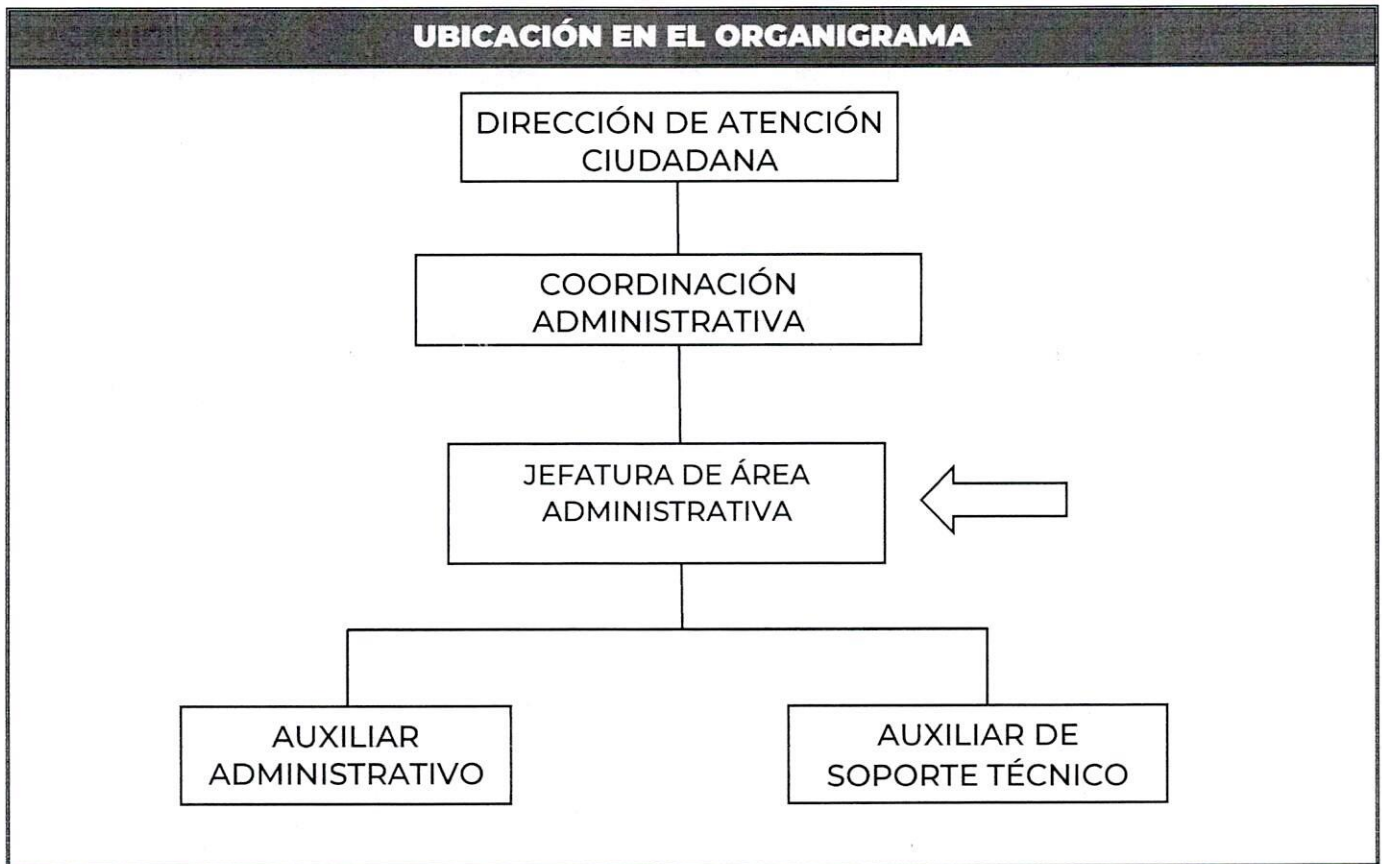 UBICACIÓN EN EL ORGANIGRAMA
DIRECCIÓN DE ATENCIÓN
CIUDADANA
COORDINACIÓN
ADMINISTRATIVA
JEFATURA DE ÁREA
ADMINISTRATIVA
AUXILIAR
ADMINISTRATIVO
AUXILIAR DE
SOPORTE TÉCNICO